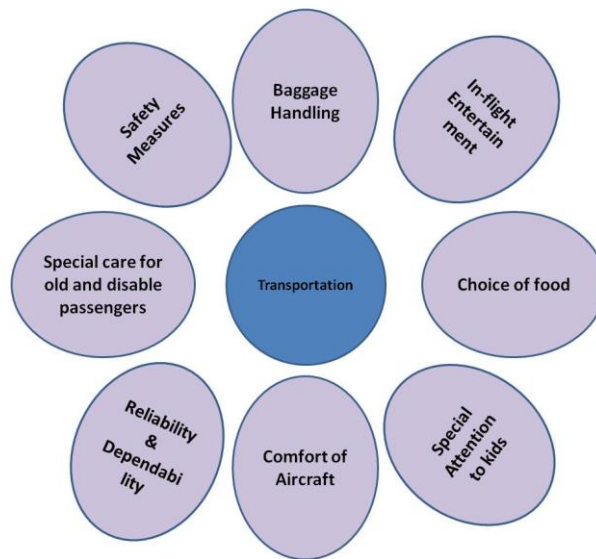 Safety
Measures
Baggage
Handling
In-flight
Entertain
ment
Special care for
old and disable
passengers
Transportation
Choice of food
Reliability
&
Dependabi
lity
Comfort of
Aircraft
Special
Attention
to kids